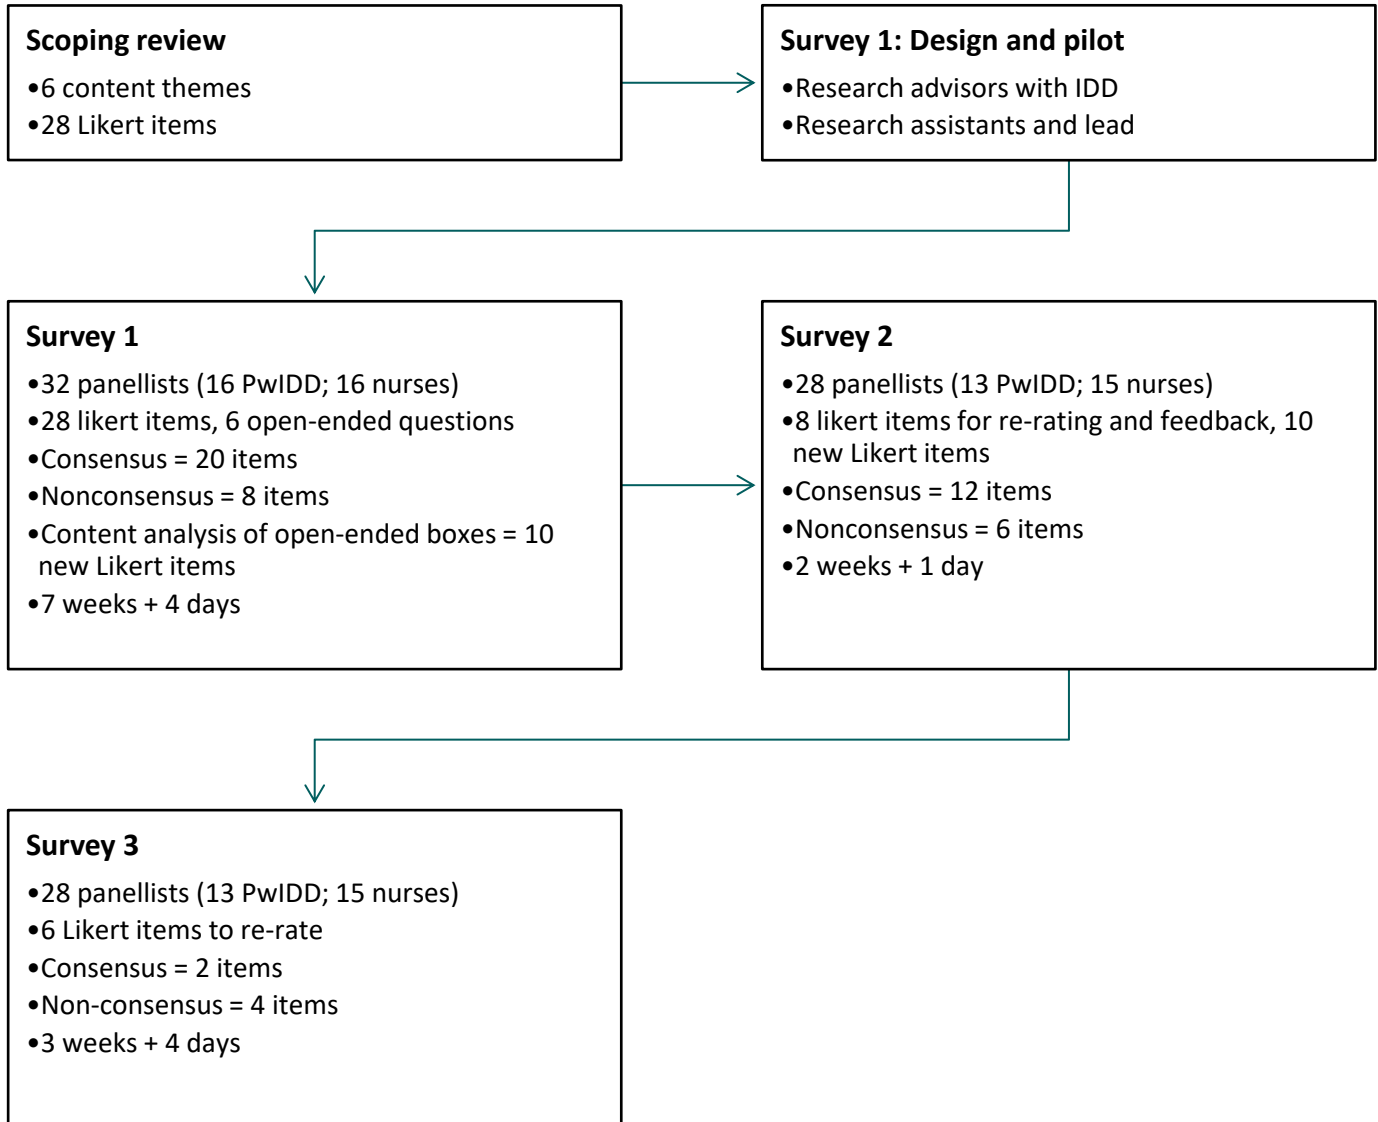 Scoping review
•6 content themes
•28 Likert items
Survey 1: Design and pilot
•Research advisors with IDD
•Research assistants and lead
Survey 1
•32 panellists (16 PwIDD; 16 nurses)
•28 likert items, 6 open-ended questions
•Consensus = 20 items
•Nonconsensus = 8 items
•Content analysis of open-ended boxes = 10
new Likert items
•7 weeks + 4 days
Survey 2
•28 panellists (13 PwIDD; 15 nurses)
•8 likert items for re-rating and feedback, 10
new Likert items
•Consensus = 12 items
•Nonconsensus = 6 items
•2 weeks + 1 day
Survey 3
•28 panellists (13 PwIDD; 15 nurses)
•6 Likert items to re-rate
•Consensus = 2 items
•Non-consensus = 4 items
•3 weeks + 4 days